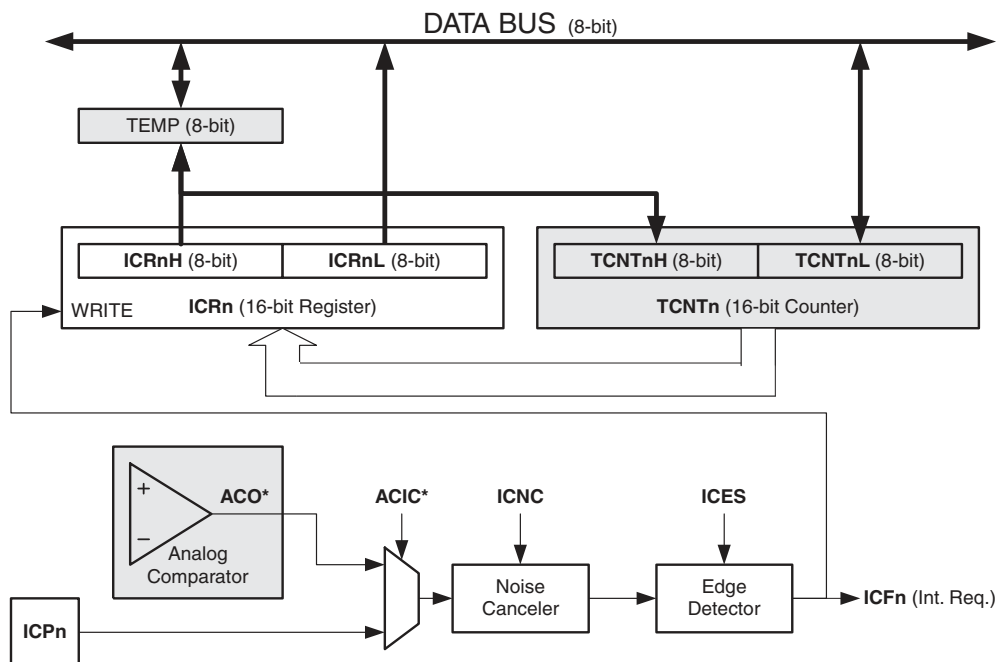 DATA BUS (8-bit)
TEMP (8-bit)
ICRnH (8-bit)
ICRnL (8-bit)
TCNTnH (8-bit)
TCNTnL (8-bit)
WRITE
ICRn (16-bit Register)
TCNTn (16-bit Counter)
+
−
ACO*
Analog
Comparator
ACIC*
ICNC
ICES
Noise
Canceler
Edge
Detector
ICFn (Int. Req.)
ICPn